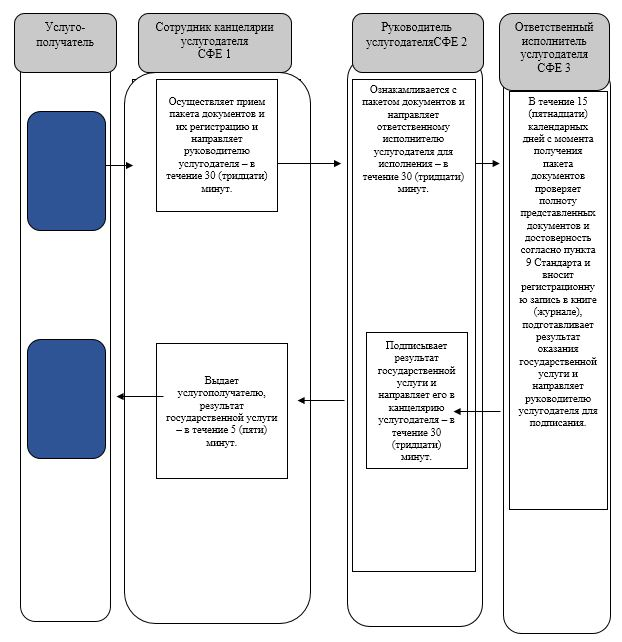 Услуго-
получатель
Сотрудник канцелярии
услугодателя
СФЕ 1
Руководитель
услугодателяСФЕ 2
Ответственный
исполнитель
услугодателя
СФЕ 3
Осуществляет прием
пакета документов и
их регистрацию и
направляет
руководителю
услугодателя – в
течение 30 (тридцати)
минут.
Ознакамливается с
пакетом документов и
направляет
ответственному
исполнителю
услугодателя для
исполнения – в
течение 30 (тридцати)
минут.
В течение 15
(пятнадцати)
календарных
дней с момента
получения
пакета
документов
проверяет
полноту
представленных
документов и
достоверность
согласно пункта
9 Стандарта и
вносит
регистрационну
ю запись в книге
(журнале),
подготавливает
результат
оказания
государственной
услуги и
направляет
руководителю
услугодателя для
подписания.
Подписывает
результат
государственной
услуги и
направляет его в
канцелярию
услугодателя – в
течение 30
(тридцати)
минут.
Выдает
услугополучателю,
результат
государственной услуги
– в течение 5 (пяти)
минут.